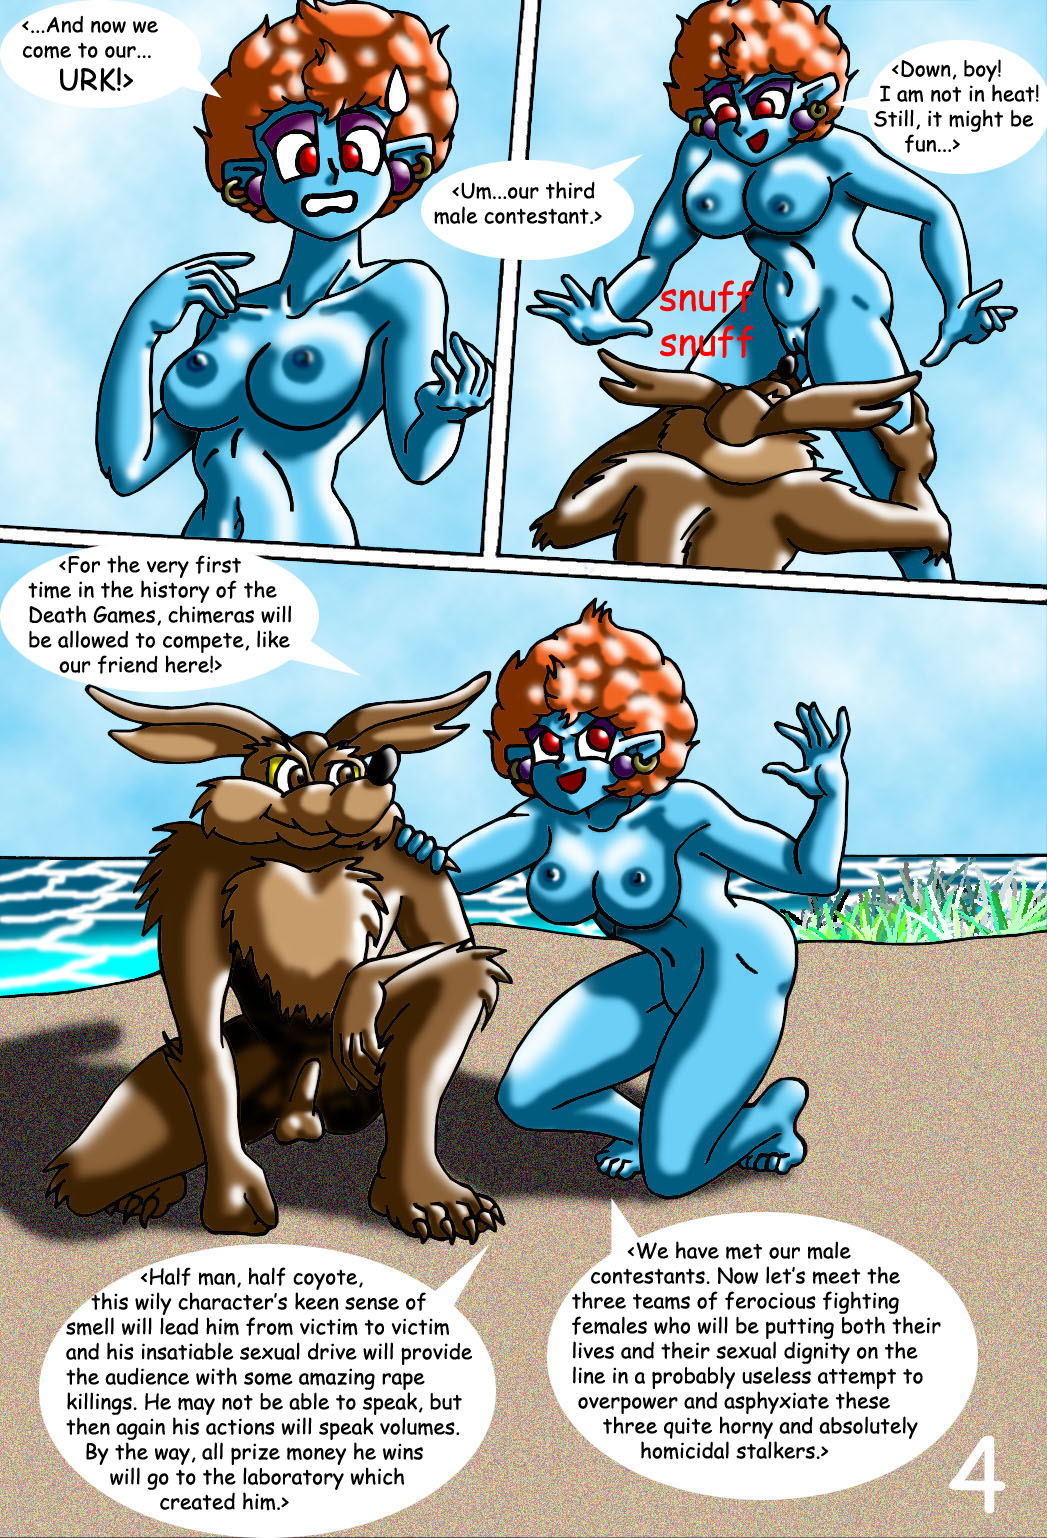 <...And now we
come to our...
URK!>
<Um...our third
male contestant.>
<Down, boy!
I am not in heat!
Still, it might be
fun...>
snuff
snuff
<For the very first
time in the history of the
Death Games, chimeras will
be allowed to compete, like
our friend here!>
<Half man, half coyote,
this wily character's keen sense of
smell will lead him from victim to victim
and his insatiable sexual drive will provide
the audience with some amazing rape
killings. He may not be able to speak, but
then again his actions will speak volumes.
By the way, all prize money he wins
will go to the laboratory which
created him.>
<We have met our male
contestants. Now let's meet the
three teams of ferocious fighting
females who will be putting both their
lives and their sexual dignity on the
line in a probably useless attempt to
overpower and asphyxiate these
three quite horny and absolutely
homicidal stalkers.>
4